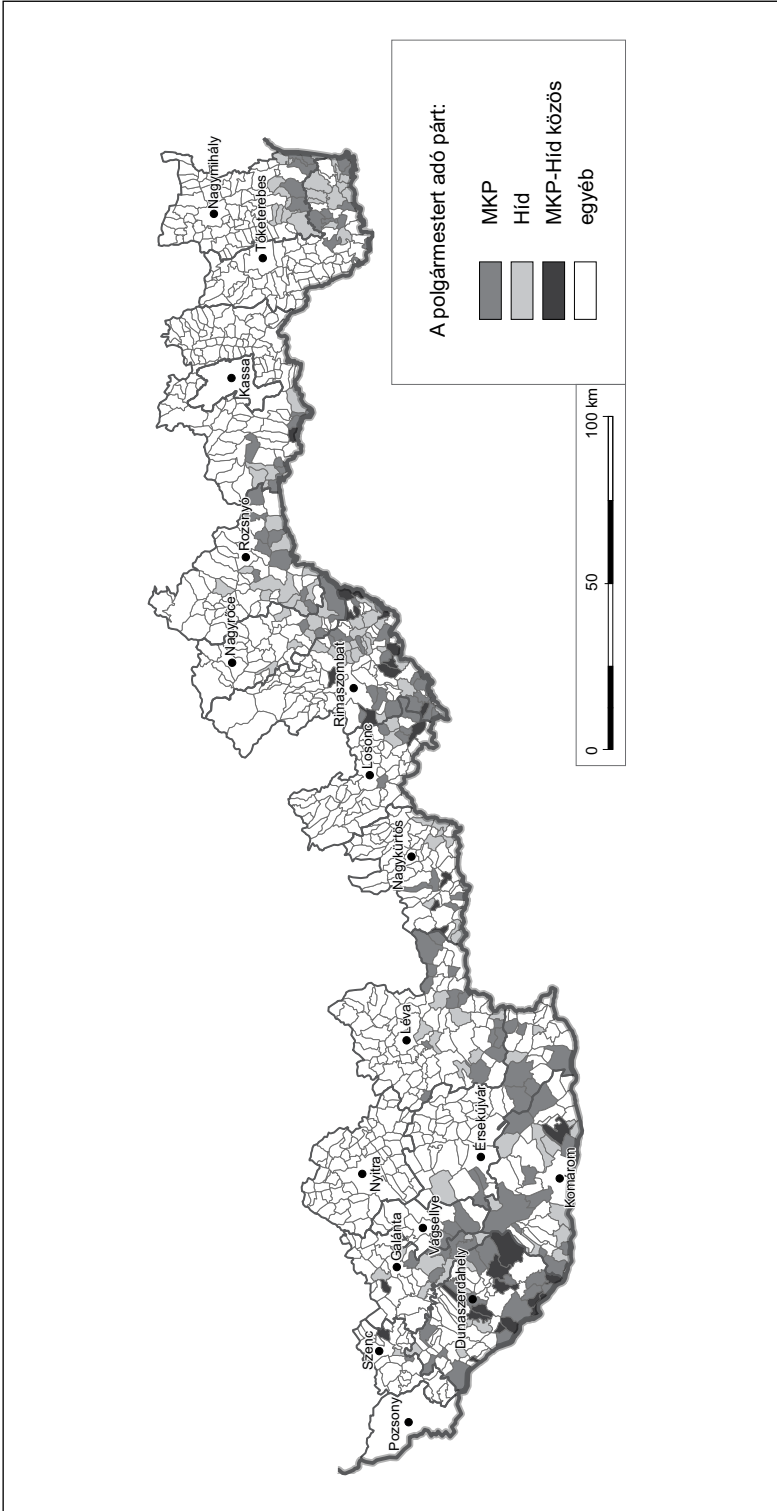 Pozsony
Szenc
Dunaszerdahely
Galánta
Vágsellye
Nyitra
Komárom
Érsekújvár
Léva
Nagykürtös
Losonc
Rimaszombat
Nagyrőce
Rozsnyó
Kassa
Tőketerebes
Nagymihály
0
50
100 km
A polgármestert adó párt:
MKP
Híd
MKP-Híd közös
egyéb